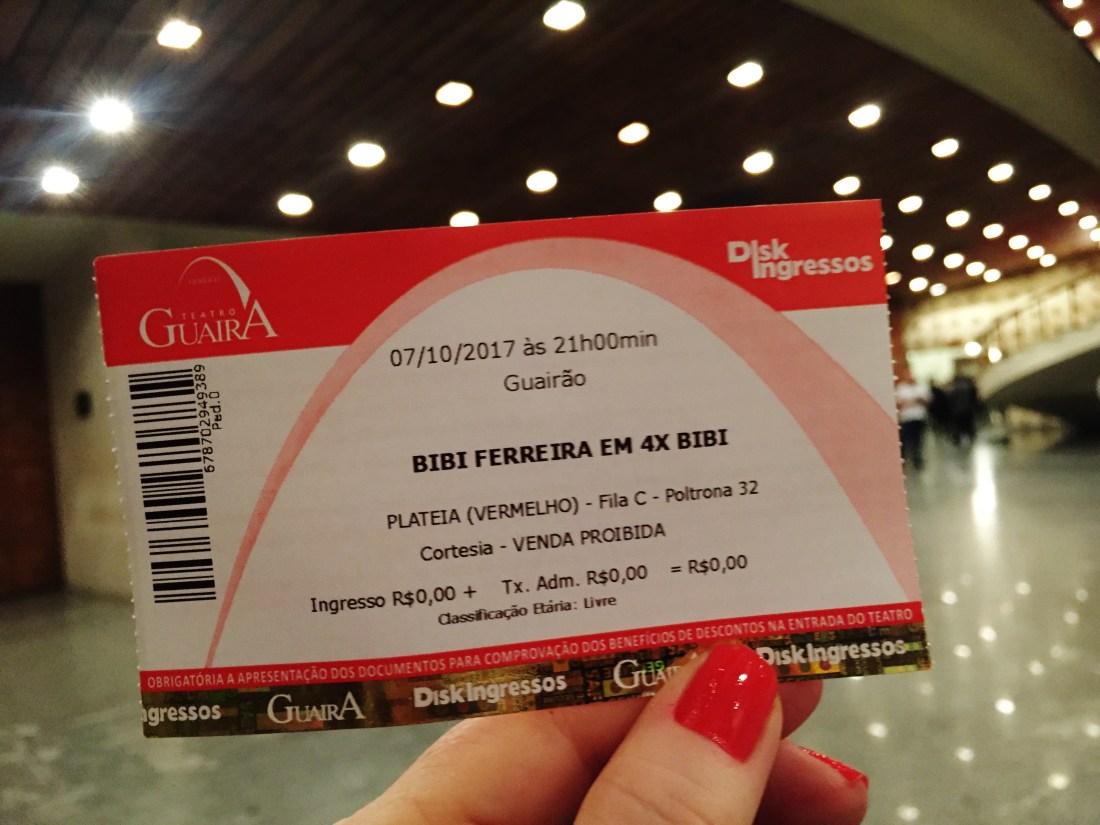 TEATRO
GUAIRA
Disk
Ingressos
07/10/2017 às 21h00min
Guairão
678702949389
Ped.0
BIBI FERREIRA EM 4X BIBI
PLATEIA (VERMELHO) - Fila C - Poltrona 32
Cortesia - VENDA PROIBIDA
Ingresso R$0,00 + Tx. Adm. R$0,00 = R$0,00
Classificação Etária: Livre
OBRIGATÓRIA A APRESENTAÇÃO DOS DOCUMENTOS PARA COMPROVAÇÃO DOS BENEFÍCIOS DE DESCONTOS NA ENTRADA DO TEATRO
ngressos GUAIRA DiskIngressos GUA DiskIngressos